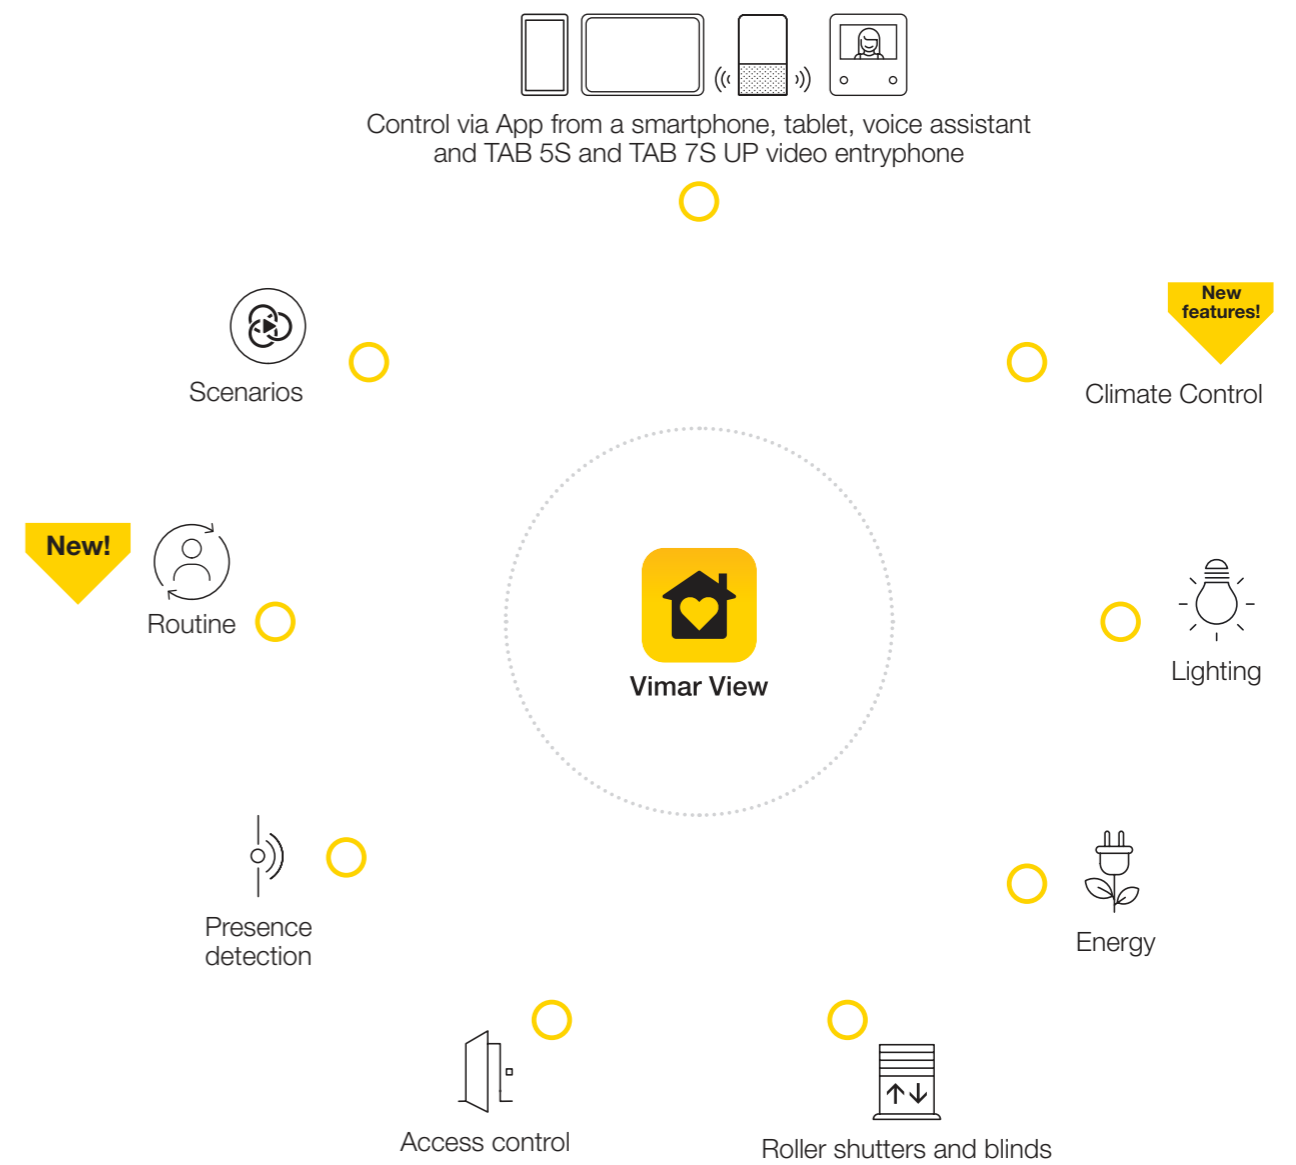 Control via App from a smartphone, tablet, voice assistant
and TAB 5S and TAB 7S UP video entryphone
New
features!
Scenarios
Climate Control
New!
Routine
Lighting
Vimar View
Presence
detection
Energy
Access control
Roller shutters and blinds